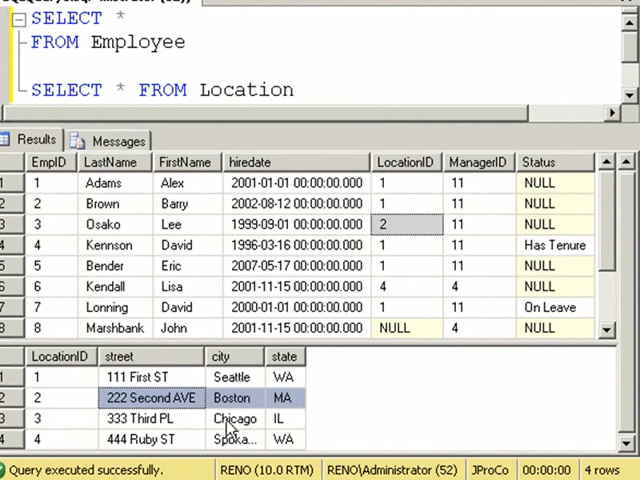 SELECT *
FROM Employee
SELECT * FROM Location
Results Messages
EmpID LastName FirstName hiredate LocationID ManagerID Status
1 1 Adams Alex 2001-01-01 00:00:00.000 1 11 NULL
2 2 Brown Barry 2002-08-12 00:00:00.000 1 11 NULL
3 3 Osako Lee 1999-09-01 00:00:00.000 2 11 NULL
4 4 Kennson David 1996-03-16 00:00:00.000 1 11 Has Tenure
5 5 Bender Eric 2007-05-17 00:00:00.000 1 11 NULL
6 6 Kendall Lisa 2001-11-15 00:00:00.000 4 4 NULL
7 7 Lonning David 2000-01-01 00:00:00.000 1 11 On Leave
8 8 Marshbank John 2001-11-15 00:00:00.000 NULL 4 NULL
LocationID street city state
1 1 111 First ST Seattle WA
2 2 222 Second AVE Boston MA
3 3 333 Third PL Chicago IL
4 4 444 Ruby ST Spoka... WA
Query executed successfully. RENO (10.0 RTM) RENO\Administrator (52) JProCo 00:00:00 4 rows